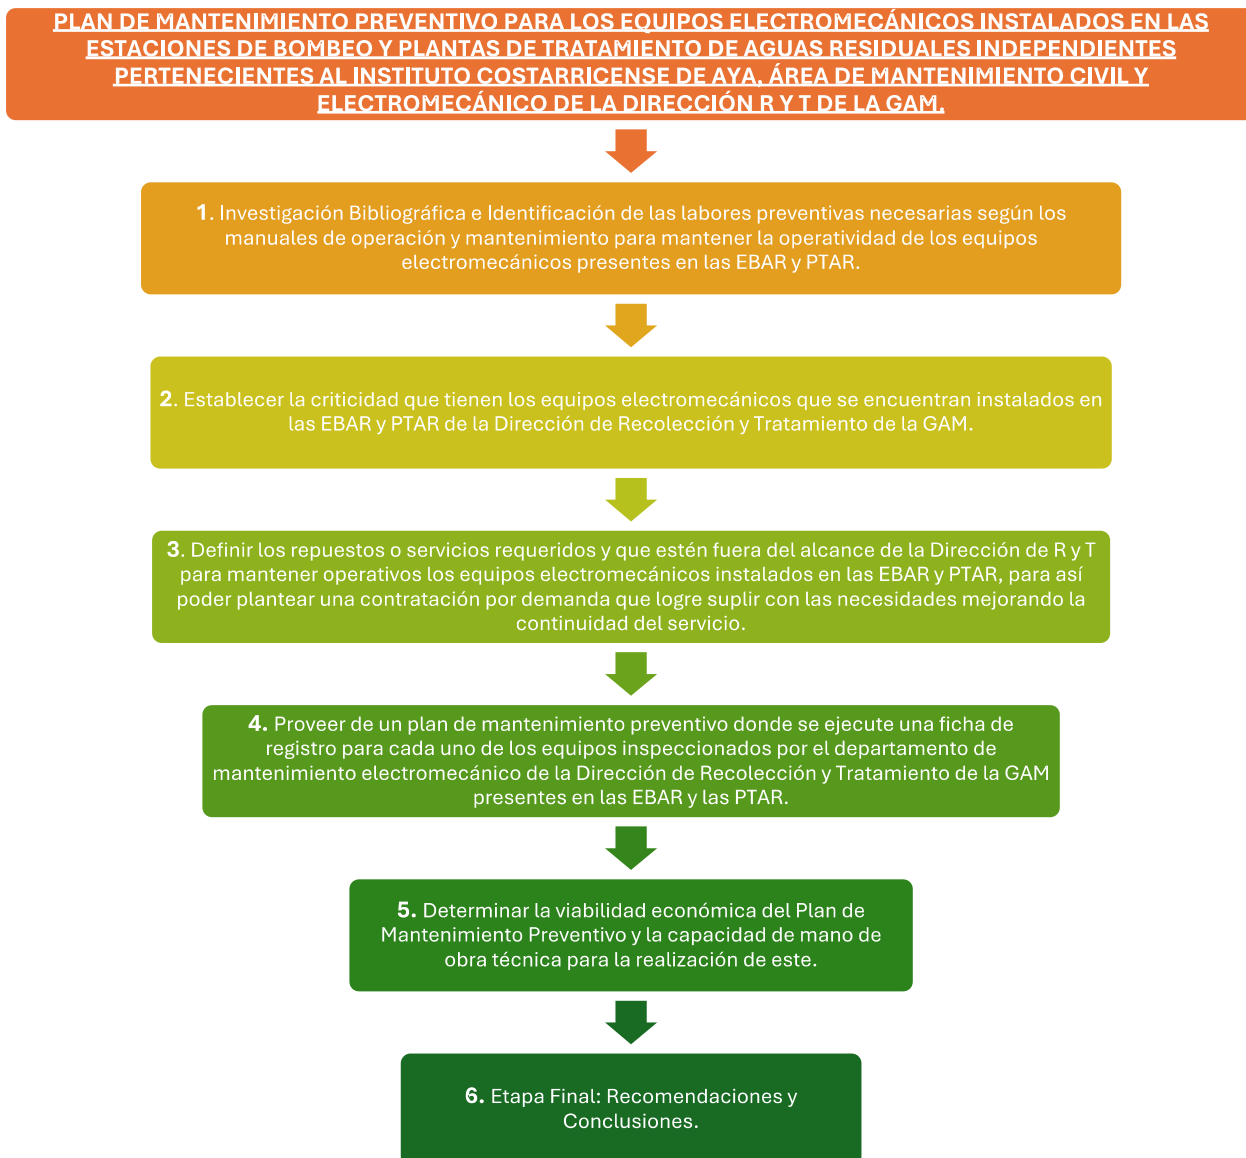 PLAN DE MANTENIMIENTO PREVENTIVO PARA LOS EQUIPOS ELECTROMECÁNICOS INSTALADOS EN LAS
ESTACIONES DE BOMBEO Y PLANTAS DE TRATAMIENTO DE AGUAS RESIDUALES INDEPENDIENTES
PERTENECIENTES AL INSTITUTO COSTARRICENSE DE AYA, ÁREA DE MANTENIMIENTO CIVIL Y
ELECTROMECÁNICO DE LA DIRECCIÓN R Y T DE LA GAM.
1. Investigación Bibliográfica e Identificación de las labores preventivas necesarias según los
manuales de operación y mantenimiento para mantener la operatividad de los equipos
electromecánicos presentes en las EBAR y PTAR.
2. Establecer la criticidad que tienen los equipos electromecánicos que se encuentran instalados en
las EBAR y PTAR de la Dirección de Recolección y Tratamiento de la GAM.
3. Definir los repuestos o servicios requeridos y que estén fuera del alcance de la Dirección de R y T
para mantener operativos los equipos electromecánicos instalados en las EBAR y PTAR, para así
poder plantear una contratación por demanda que logre suplir con las necesidades mejorando la
continuidad del servicio.
4. Proveer de un plan de mantenimiento preventivo donde se ejecute una ficha de
registro para cada uno de los equipos inspeccionados por el departamento de
mantenimiento electromecánico de la Dirección de Recolección y Tratamiento de la GAM
presentes en las EBAR y las PTAR.
5. Determinar la viabilidad económica del Plan de
Mantenimiento Preventivo y la capacidad de mano de
obra técnica para la realización de este.
6. Etapa Final: Recomendaciones y
Conclusiones.